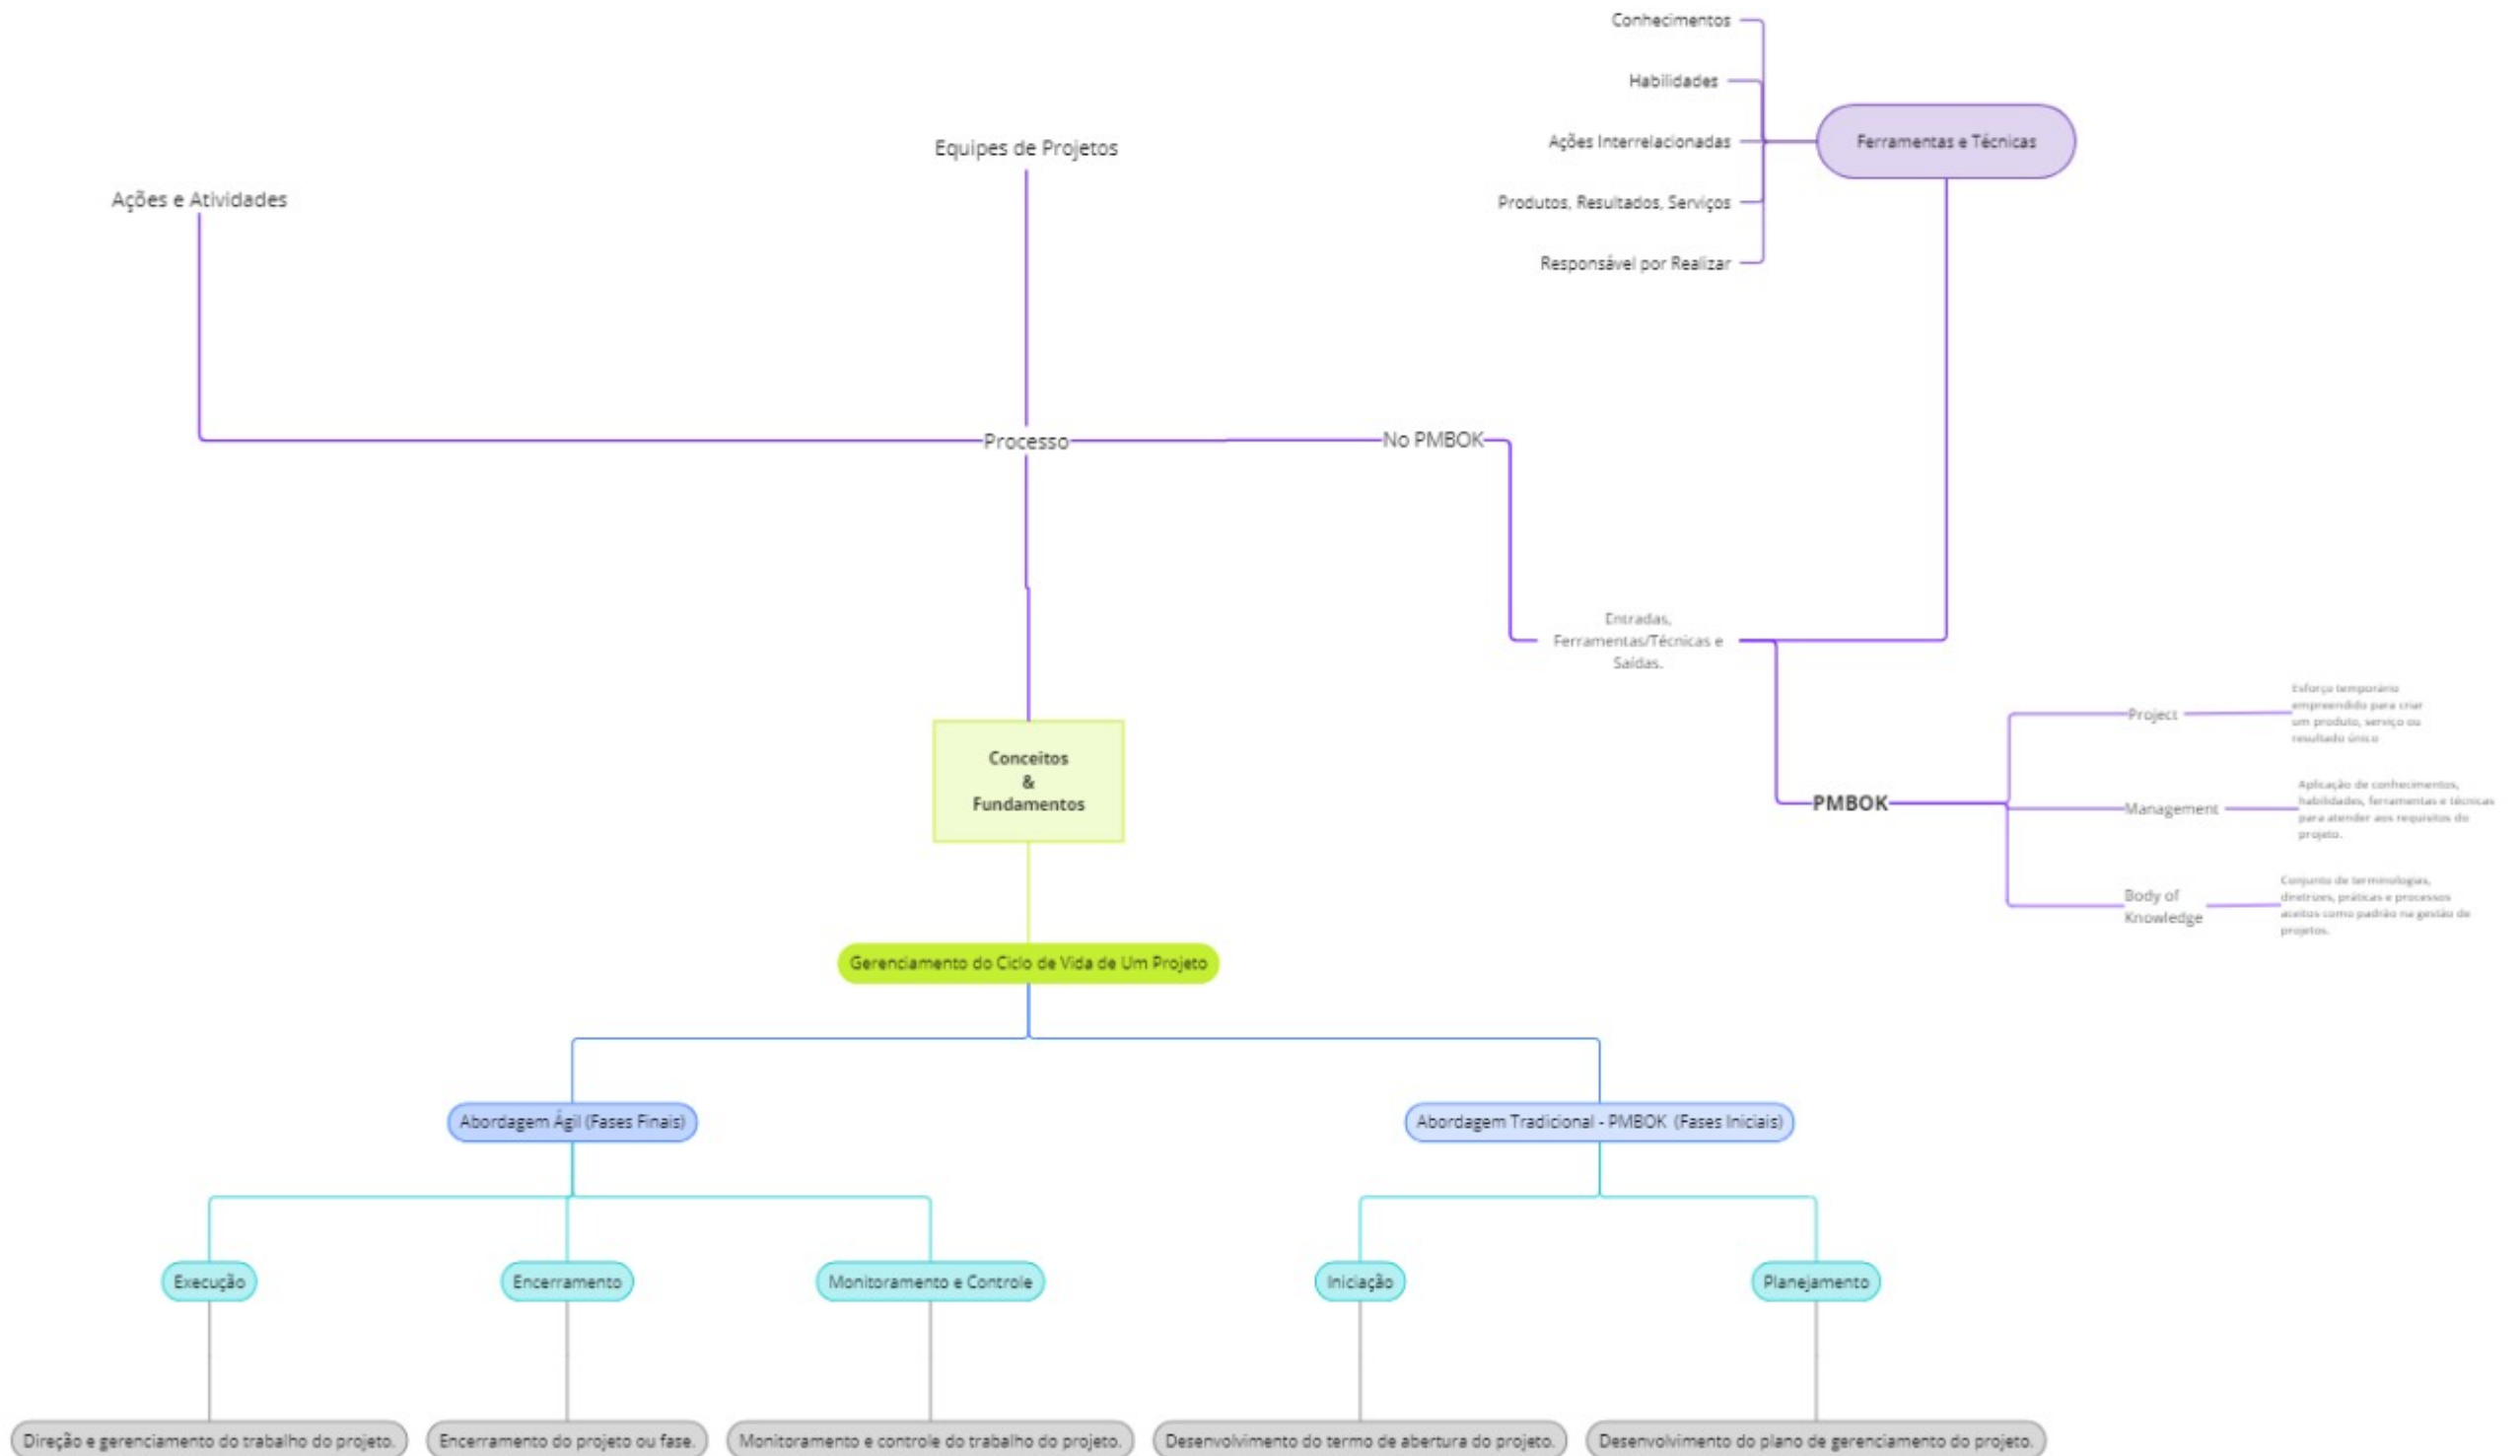 Conhecimentos
Habilidades
Equipes de Projetos
Ações Interrelacionadas
Ferramentas e Técnicas
Ações e Atividades
Produtos, Resultados, Serviços
Responsável por Realizar
Processo
No PMBOK
Entradas,
Ferramentas/Técnicas e
Saídas.
Project
Esforço temporário
empreendido para criar
um produto, serviço ou
resultado único
Conceitos
&
Fundamentos
PMBOK
Management
Aplicação de conhecimentos,
habilidades, ferramentas e técnicas
para atender aos requisitos do
projeto.
Body of
Knowledge
Conjunto de terminologias,
diretrizes, práticas e processos
aceitos como padrão na gestão de
projetos.
Gerenciamento do Ciclo de Vida de Um Projeto
Abordagem Ágil (Fases Finais)
Abordagem Tradicional - PMBOK (Fases Iniciais)
Execução
Encerramento
Monitoramento e Controle
Iniciação
Planejamento
Direção e gerenciamento do trabalho do projeto.
Encerramento do projeto ou fase.
Monitoramento e controle do trabalho do projeto.
Desenvolvimento do termo de abertura do projeto.
Desenvolvimento do plano de gerenciamento do projeto.